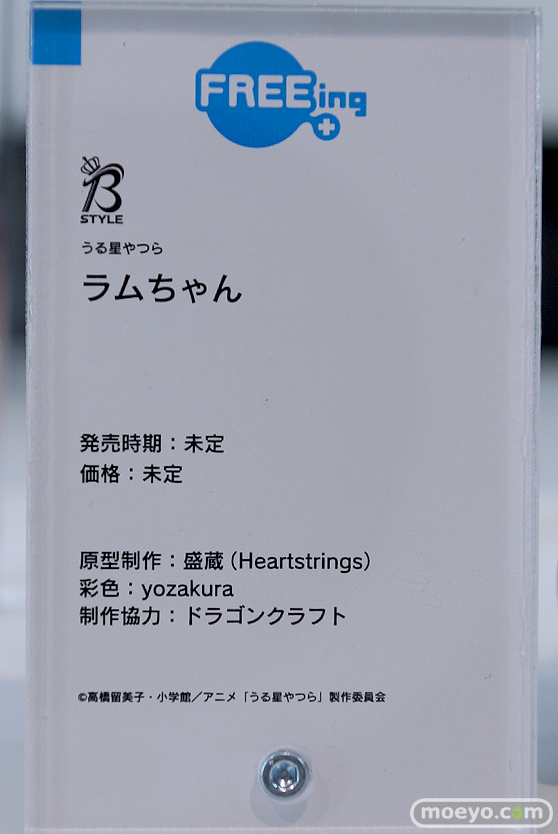 FREEing
B
STYLE
うる星やつら
ラムちゃん
発売時期：未定
価格：未定
原型制作：盛蔵（Heartstrings）
彩色：yozakura
制作協力：ドラゴンクラフト
©高橋留美子・小学館／アニメ「うる星やつら」製作委員会
moeyo.com